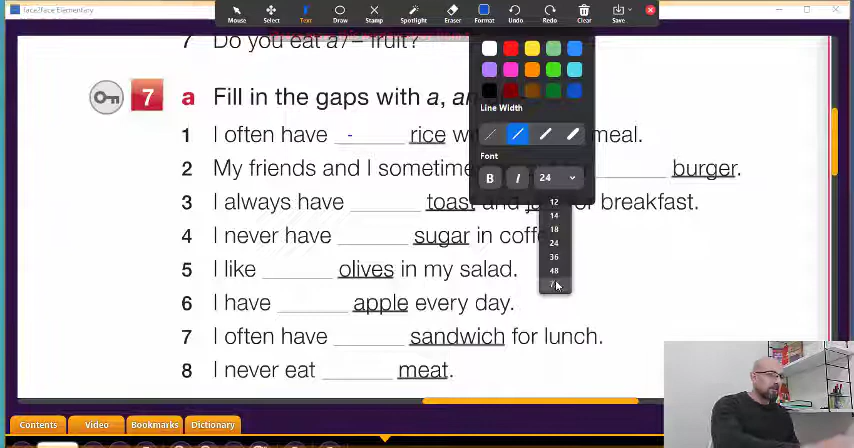 face2face Elementary
Mouse Select Text Draw Stamp Spotlight Eraser Format Undo Redo Clear Save
7 Do you eat a / – fruit?
7 a Fill in the gaps with a,
1 I often have - rice meal.
2 My friends and I sometime burger.
3 I always have toast and or breakfast.
4 I never have sugar in coff
5 I like olives in my salad.
6 I have apple every day.
7 I often have sandwich for lunch.
8 I never eat meat.
Line Width
Font
B I 24
12
14
18
24
36
48
Contents Video Bookmarks Dictionary